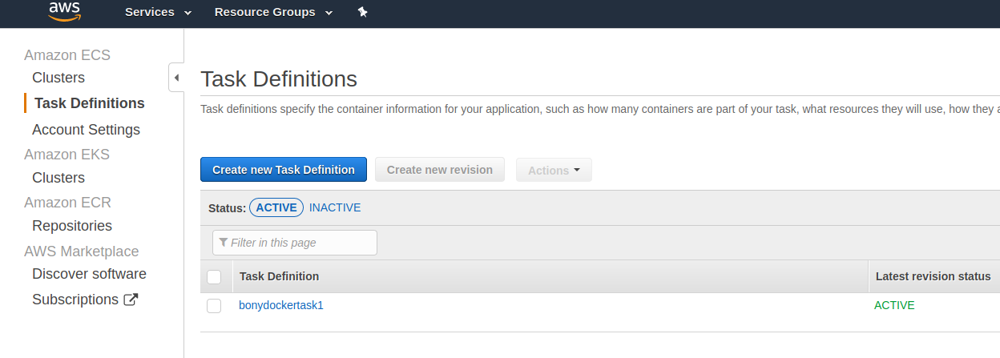 aws Services Resource Groups
Amazon ECS
Clusters
Task Definitions
Account Settings
Amazon EKS
Clusters
Amazon ECR
Repositories
AWS Marketplace
Discover software
Subscriptions
Task Definitions
Task definitions specify the container information for your application, such as how many containers are part of your task, what resources they will use, how they
Create new Task Definition Create new revision Actions
Status: ACTIVE INACTIVE
Filter in this page
Task Definition Latest revision status
bonydockertask1 ACTIVE